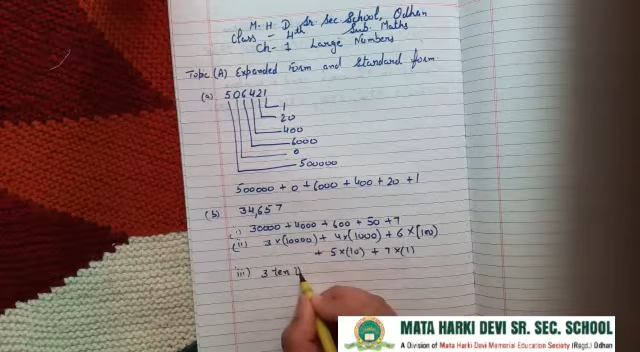 M. H D Sr. Sec. School, Odhan
Class - 4th Sub. Maths
Ch- 1 Large Numbers
Topic (A) Expanded form and Standard form
(a) 506421
1
20
400
6000
0
500000
500000 + 0 + 6000 + 400 + 20 + 1
(b) 34,657
(i) 30000 + 4000 + 600 + 50 + 7
(ii) 3 × (10000) + 4 × (1000) + 6 × (100)
+ 5 × (10) + 7 × (1)
iii) 3 ten
MATA HARKI DEVI SR. SEC. SCHOOL
A Division of Mata Harki Devi Memorial Education Society (Regd.) Odhan